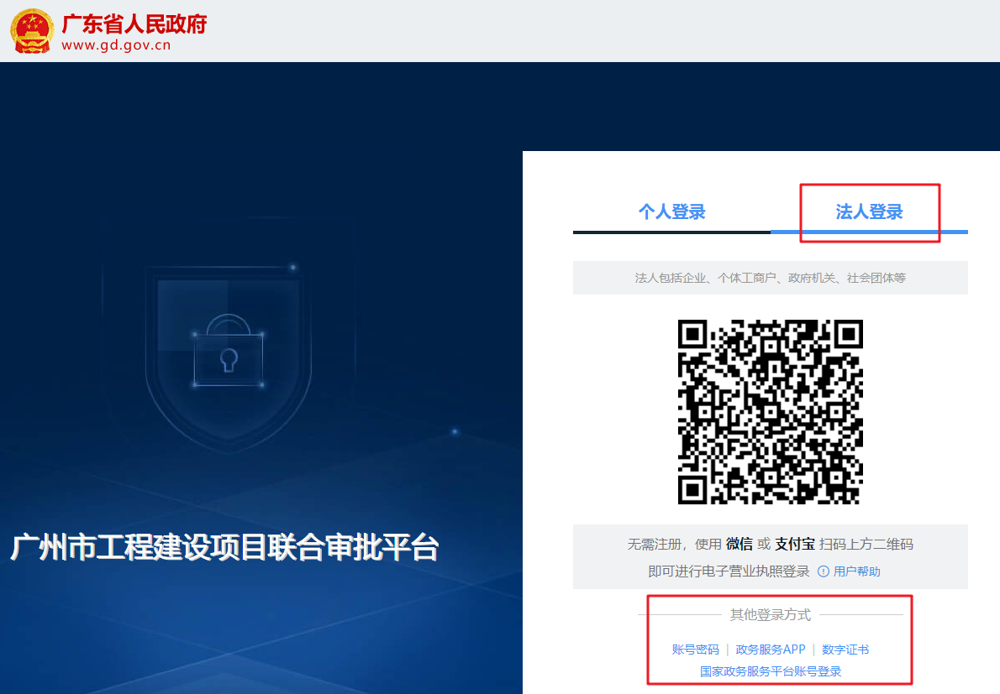 广东省人民政府
www.gd.gov.cn
个人登录
法人登录
法人包括企业、个体工商户、政府机关、社会团体等
无需注册，使用 微信 或 支付宝 扫码上方二维码
即可进行电子营业执照登录 用户帮助
广州市工程建设项目联合审批平台
其他登录方式
账号密码 | 政务服务APP | 数字证书
国家政务服务平台账号登录